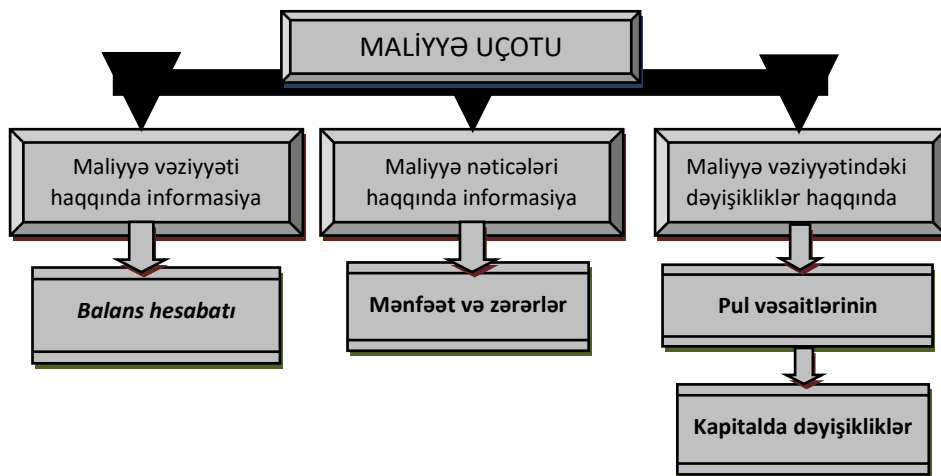 MALİYYƏ UÇOTU
Maliyyə vəziyyəti
haqqında informasiya
Maliyyə nəticələri
haqqında informasiya
Maliyyə vəziyyətindəki
dəyişikliklər haqqında
Balans hesabatı
Mənfəət və zərərlər
Pul vəsaitlərinin
Kapitalda dəyişikliklər